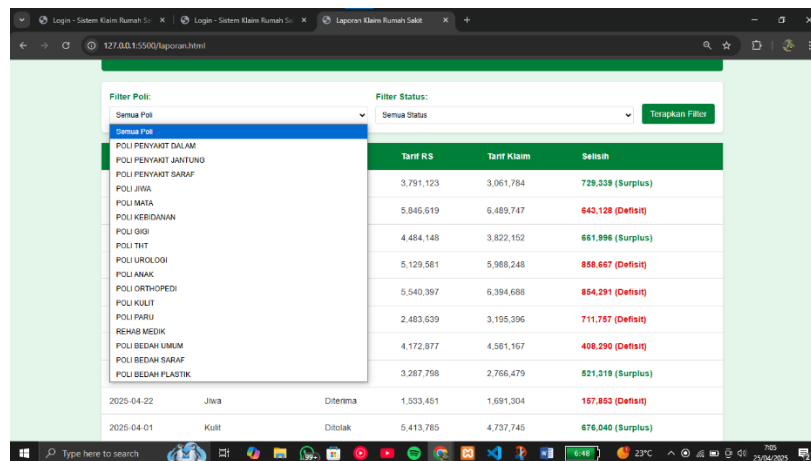 Login - Sistem Klaim Rumah Sa
Login - Sistem Klaim Rumah Sa
Laporan Klaim Rumah Sakit
127.0.0.1:5500/laporan.html
Filter Poli:
Filter Status:
Semua Poli
Semua Status
Terapkan Filter
Semua Poli
POLI PENYAKIT DALAM
POLI PENYAKIT JANTUNG
POLI PENYAKIT SARAF
POLI JIWA
POLI MATA
POLI KEBIDANAN
POLI GIGI
POLI THT
POLI UROLOGI
POLI ANAK
POLI ORTHOPEDI
POLI KULIT
POLI PARU
REHAB MEDIK
POLI BEDAH UMUM
POLI BEDAH SARAF
POLI BEDAH PLASTIK
Tarif RS Tarif Klaim Selisih
3,791,123 3,061,784 729,339 (Surplus)
5,846,619 6,489,747 643,128 (Defisit)
4,484,148 3,822,152 661,996 (Surplus)
5,129,581 5,988,248 858,667 (Defisit)
5,540,397 6,394,688 854,291 (Defisit)
2,483,639 3,195,396 711,757 (Defisit)
4,172,877 4,581,167 408,290 (Defisit)
3,287,798 2,766,479 521,319 (Surplus)
2025-04-22 Jiwa Diterima 1,533,451 1,691,304 157,853 (Defisit)
2025-04-01 Kulit Ditolak 5,413,785 4,737,745 676,040 (Surplus)
Type here to search
99+
6:48
23°C
7:05
25/04/2025